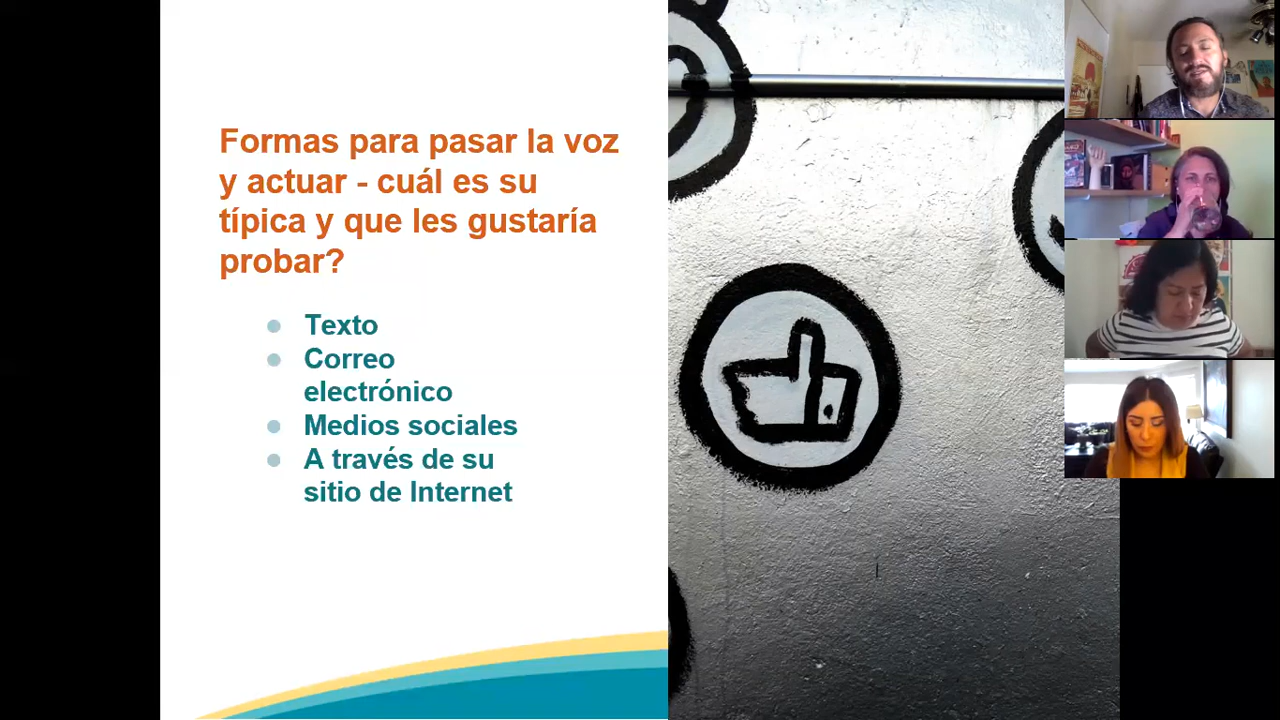 Formas para pasar la voz
y actuar - cuál es su
típica y que les gustaría
probar?
● Texto
● Correo
electrónico
● Medios sociales
● A través de su
sitio de Internet